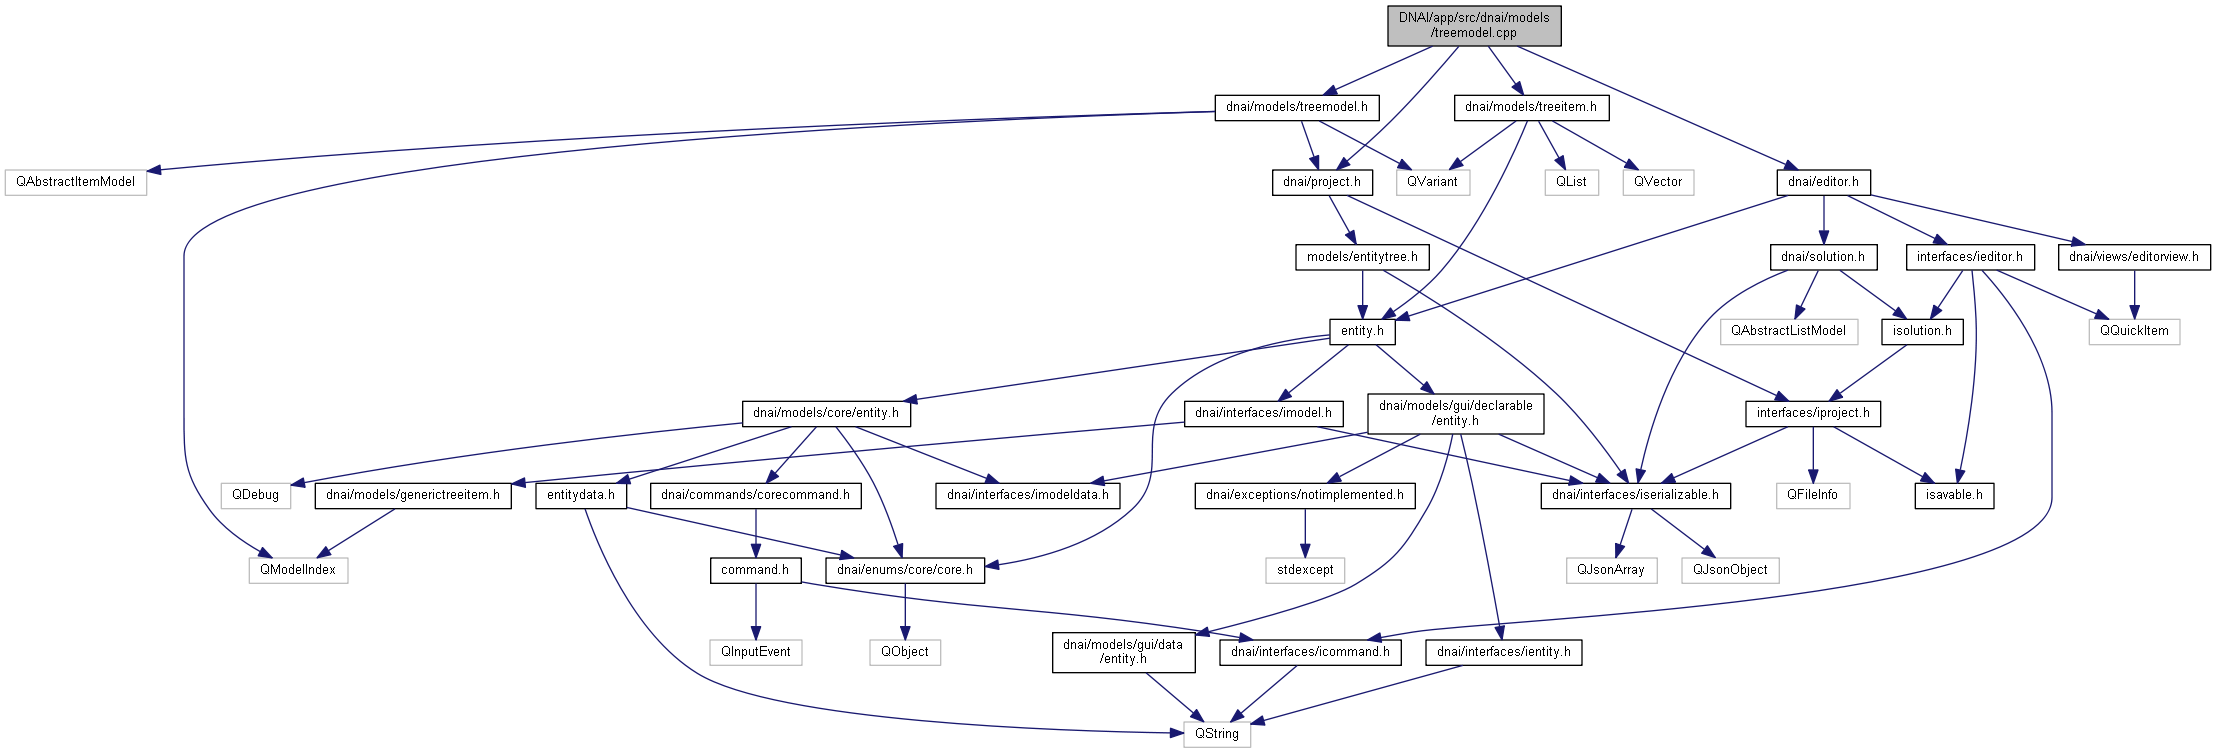 DNAI/app/src/dnai/models
/treemodel.cpp
dnai/models/treemodel.h
dnai/models/treeitem.h
QAbstractItemModel
dnai/project.h
QVariant
QList
QVector
dnai/editor.h
models/entitytree.h
dnai/solution.h
interfaces/ieditor.h
dnai/views/editorview.h
entity.h
QAbstractListModel
isolution.h
QQuickItem
dnai/models/core/entity.h
dnai/interfaces/imodel.h
dnai/models/gui/declarable
/entity.h
interfaces/iproject.h
QDebug
dnai/models/generictreeitem.h
entitydata.h
dnai/commands/corecommand.h
dnai/interfaces/imodeldata.h
dnai/exceptions/notimplemented.h
dnai/interfaces/iserializable.h
QFileInfo
isavable.h
QModelIndex
command.h
dnai/enums/core/core.h
stdexcept
QJsonArray
QJsonObject
QInputEvent
QObject
dnai/models/gui/data
/entity.h
dnai/interfaces/icommand.h
dnai/interfaces/ientity.h
QString